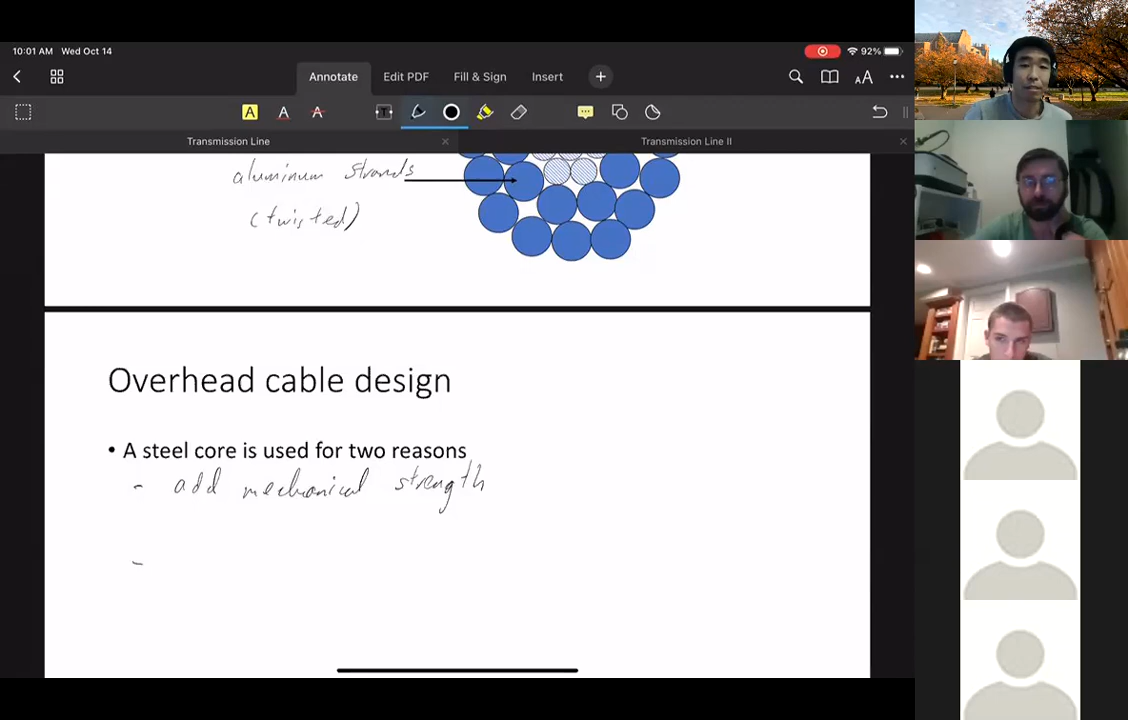 10:01 AM Wed Oct 14
92%
Annotate Edit PDF Fill & Sign Insert
AA
A A A T
Transmission Line
Transmission Line II
aluminum strands
(twisted)
Overhead cable design
• A steel core is used for two reasons
- add mechanical strength
-